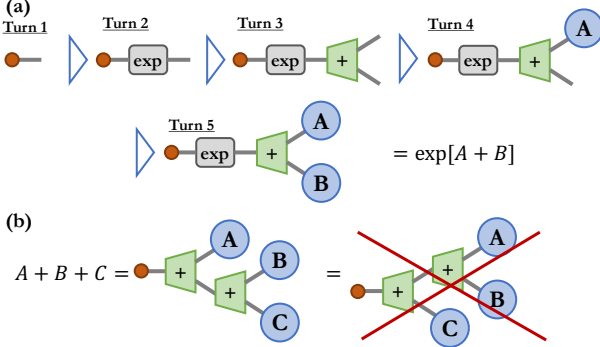 (a)
Turn 1 Turn 2 Turn 3 Turn 4
exp exp + exp + A
Turn 5
exp + A B = exp[A + B]
(b)
A + B + C = + A + B C = + + A B C